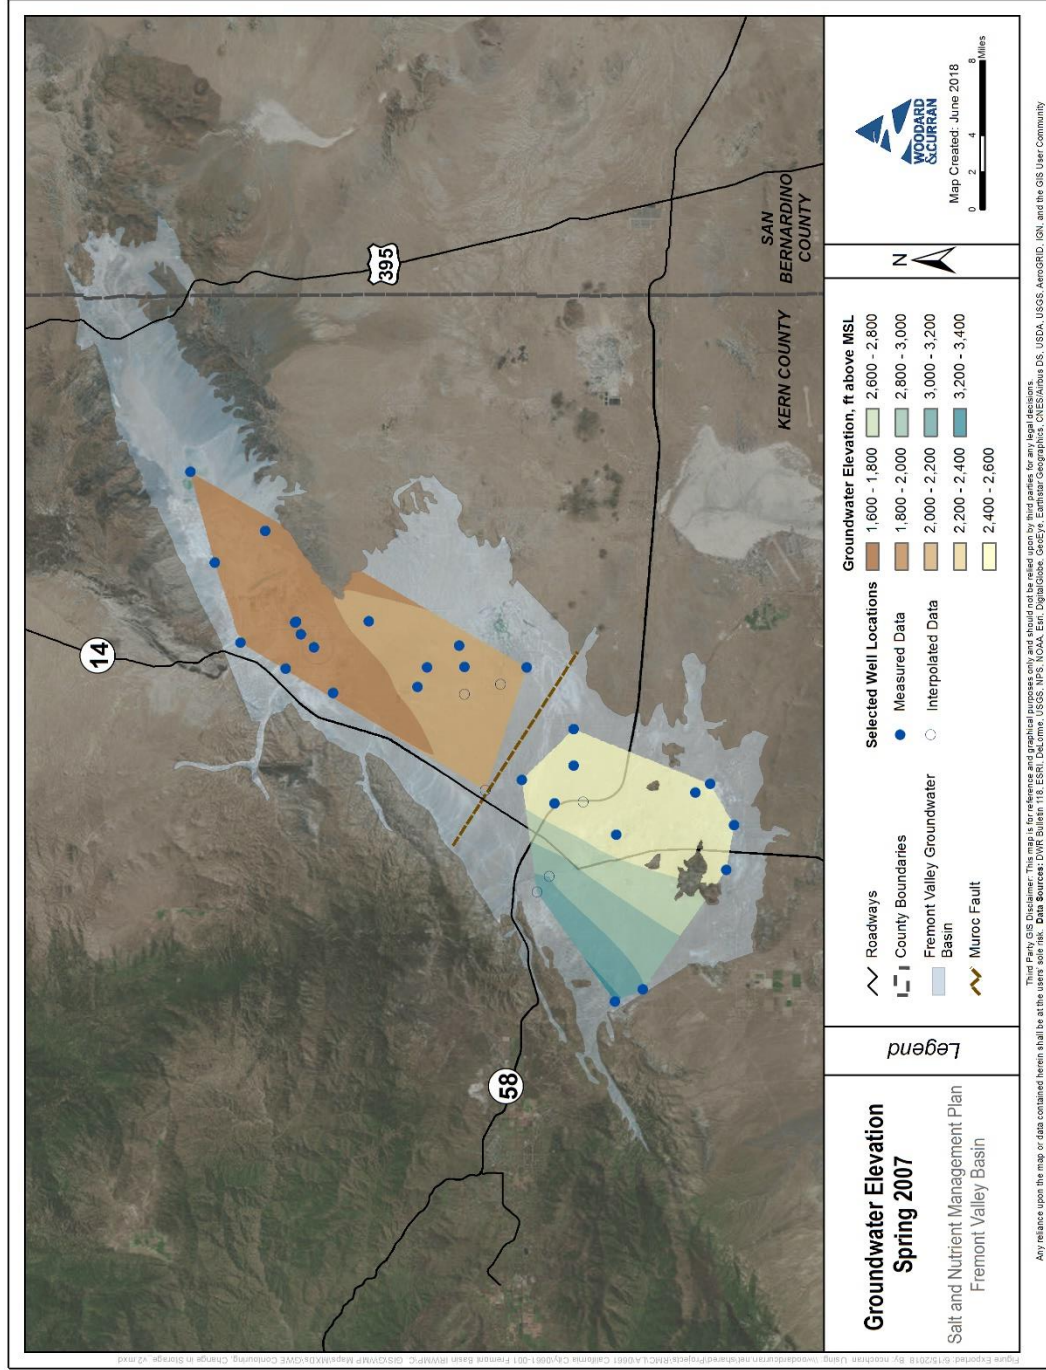 14
395
58
SAN
BERNARDINO
COUNTY
KERN COUNTY
Groundwater Elevation
Spring 2007
Salt and Nutrient Management Plan
Fremont Valley Basin
Legend
Roadways
County Boundaries
Fremont Valley Groundwater
Basin
Muroc Fault
Selected Well Locations
Measured Data
Interpolated Data
Groundwater Elevation, ft above MSL
1,600 - 1,800
1,800 - 2,000
2,000 - 2,200
2,200 - 2,400
2,400 - 2,600
2,600 - 2,800
2,800 - 3,000
3,000 - 3,200
3,200 - 3,400
N
WOODARD
&CURRAN
Map Created: June 2018
0 2 4 8
Miles
Third Party GIS Disclaimer: This map is for reference and graphical purposes only and should not be relied upon by third parties for any legal decisions.
Any reliance upon the map or data contained herein shall be at the users' sole risk. Data Sources: DWR Bulletin 118, ESRI, DeLorme, USGS, NPS, NOAA, Esri, DigitalGlobe, GeoEye, Earthstar Geographics, CNES/Airbus DS, USDA, USGS, AeroGRID, IGN, and the GIS User Community